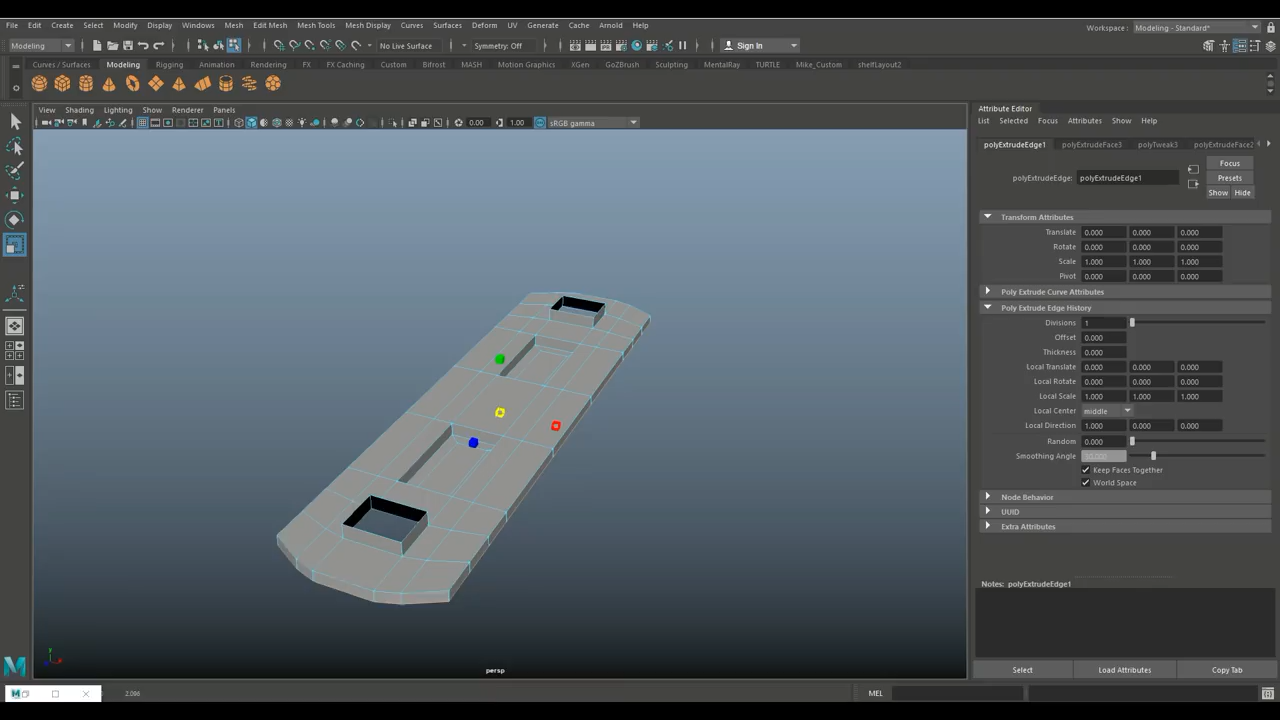 File Edit Create Select Modify Display Windows Mesh Edit Mesh Mesh Tools Mesh Display Curves Surfaces Deform UV Generate Cache Arnold Help
Workspace: Modeling - Standard*
Modeling No Live Surface Symmetry: Off Sign In
Curves / Surfaces Modeling Rigging Animation Rendering FX FX Caching Custom Bifrost MASH Motion Graphics XGen GoZBrush Sculpting MentalRay TURTLE Mike_Custom shelfLayout2
View Shading Lighting Show Renderer Panels
0.00 1.00 sRGB gamma
Attribute Editor
List Selected Focus Attributes Show Help
polyExtrudeEdge1 polyExtrudeFace3 polyTweak3 polyExtrudeFace2
Focus
polyExtrudeEdge: polyExtrudeEdge1 Presets
Show Hide
Transform Attributes
Translate 0.000 0.000 0.000
Rotate 0.000 0.000 0.000
Scale 1.000 1.000 1.000
Pivot 0.000 0.000 0.000
Poly Extrude Curve Attributes
Poly Extrude Edge History
Divisions 1
Offset 0.000
Thickness 0.000
Local Translate 0.000 0.000 0.000
Local Rotate 0.000 0.000 0.000
Local Scale 1.000 1.000 1.000
Local Center middle
Local Direction 1.000 0.000 0.000
Random 0.000
Smoothing Angle
Keep Faces Together
World Space
Node Behavior
UUID
Extra Attributes
Notes: polyExtrudeEdge1
persp
Select Load Attributes Copy Tab
2.066 MEL